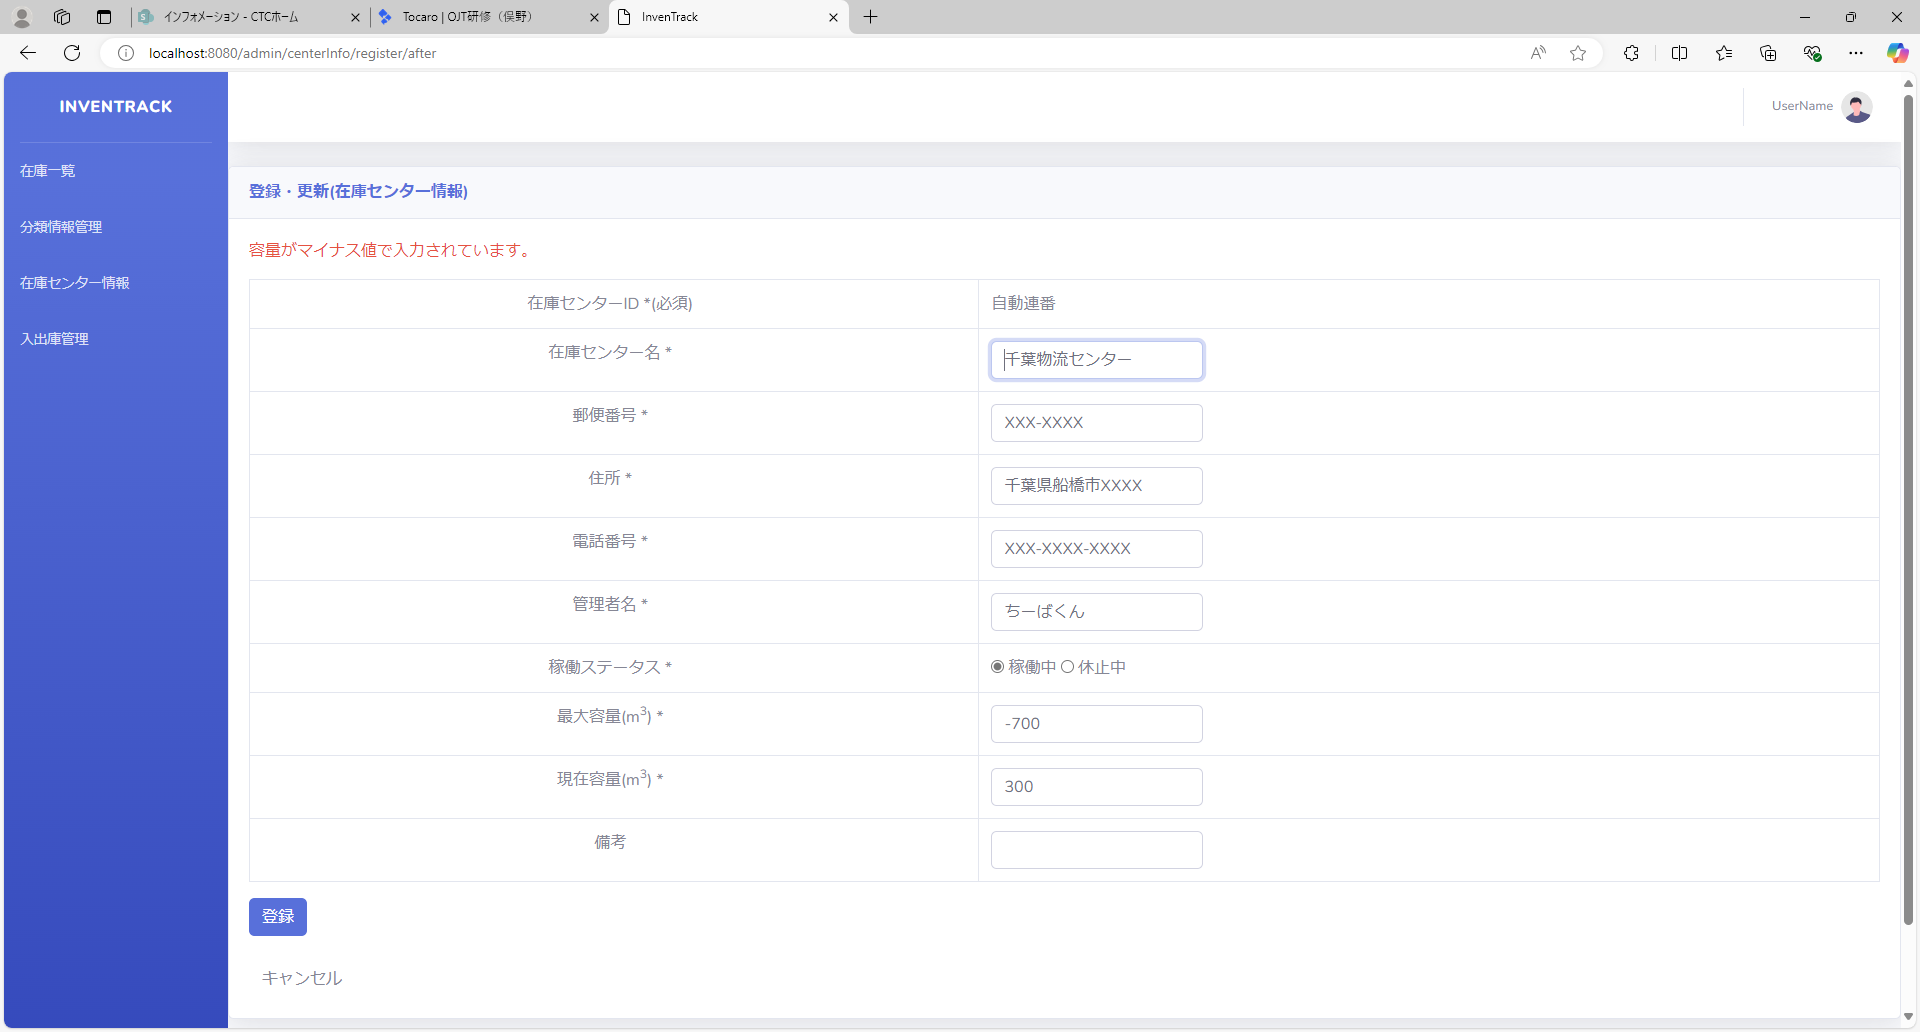 インフォメーション - CTCホーム
Tocaro | OJT研修（俣野）
InvenTrack
localhost:8080/admin/centerInfo/register/after
INVENTRACK
UserName
在庫一覧
分類情報管理
在庫センター情報
入出庫管理
登録・更新(在庫センター情報)
容量がマイナス値で入力されています。
在庫センターID *(必須) 自動連番
在庫センター名 * 千葉物流センター
郵便番号 * XXX-XXXX
住所 * 千葉県船橋市XXXX
電話番号 * XXX-XXXX-XXXX
管理者名 * ちーばくん
稼働ステータス * 稼働中 休止中
最大容量(m³) * -700
現在容量(m³) * 300
備考
登録
キャンセル